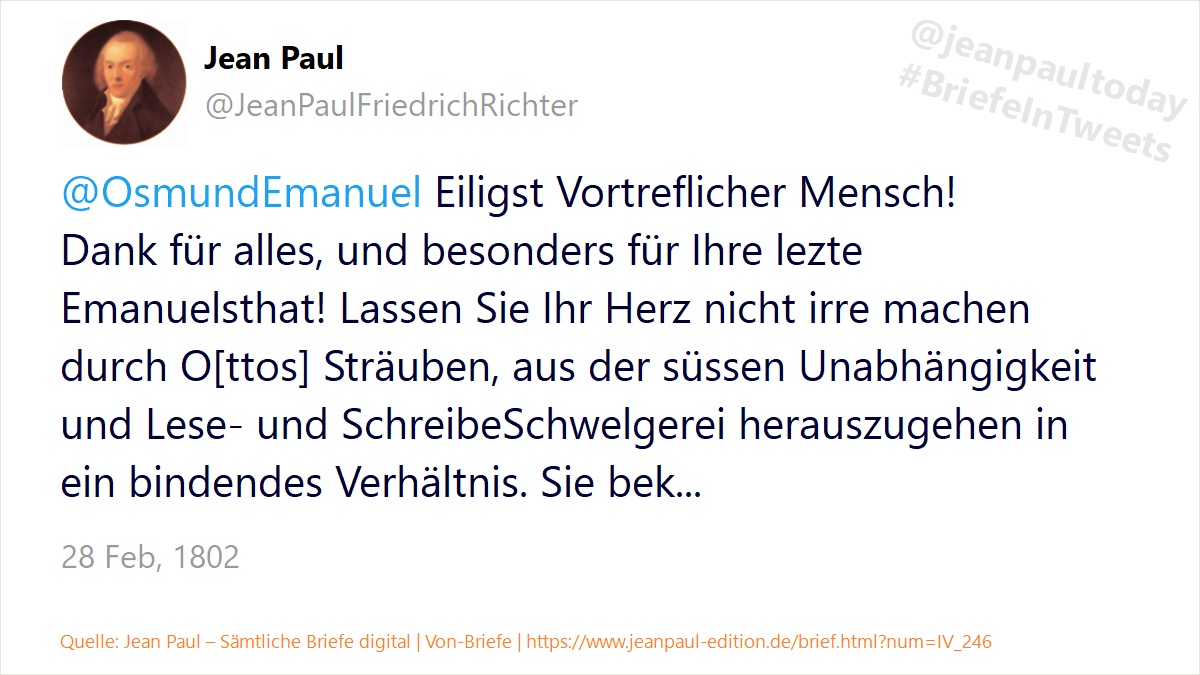 Jean Paul
@JeanPaulFriedrichRichter
@jeanpaultoday
#BriefeInTweets
@OsmundEmanuel Eiligst Vortreflicher Mensch!
Dank für alles, und besonders für Ihre lezte
Emanuelsthat! Lassen Sie Ihr Herz nicht irre machen
durch O[ttos] Sträuben, aus der süssen Unabhängigkeit
und Lese- und SchreibeSchwelgerei herauszugehen in
ein bindendes Verhältnis. Sie bek...
28 Feb, 1802
Quelle: Jean Paul – Sämtliche Briefe digital | Von-Briefe | https://www.jeanpaul-edition.de/brief.html?num=IV_246